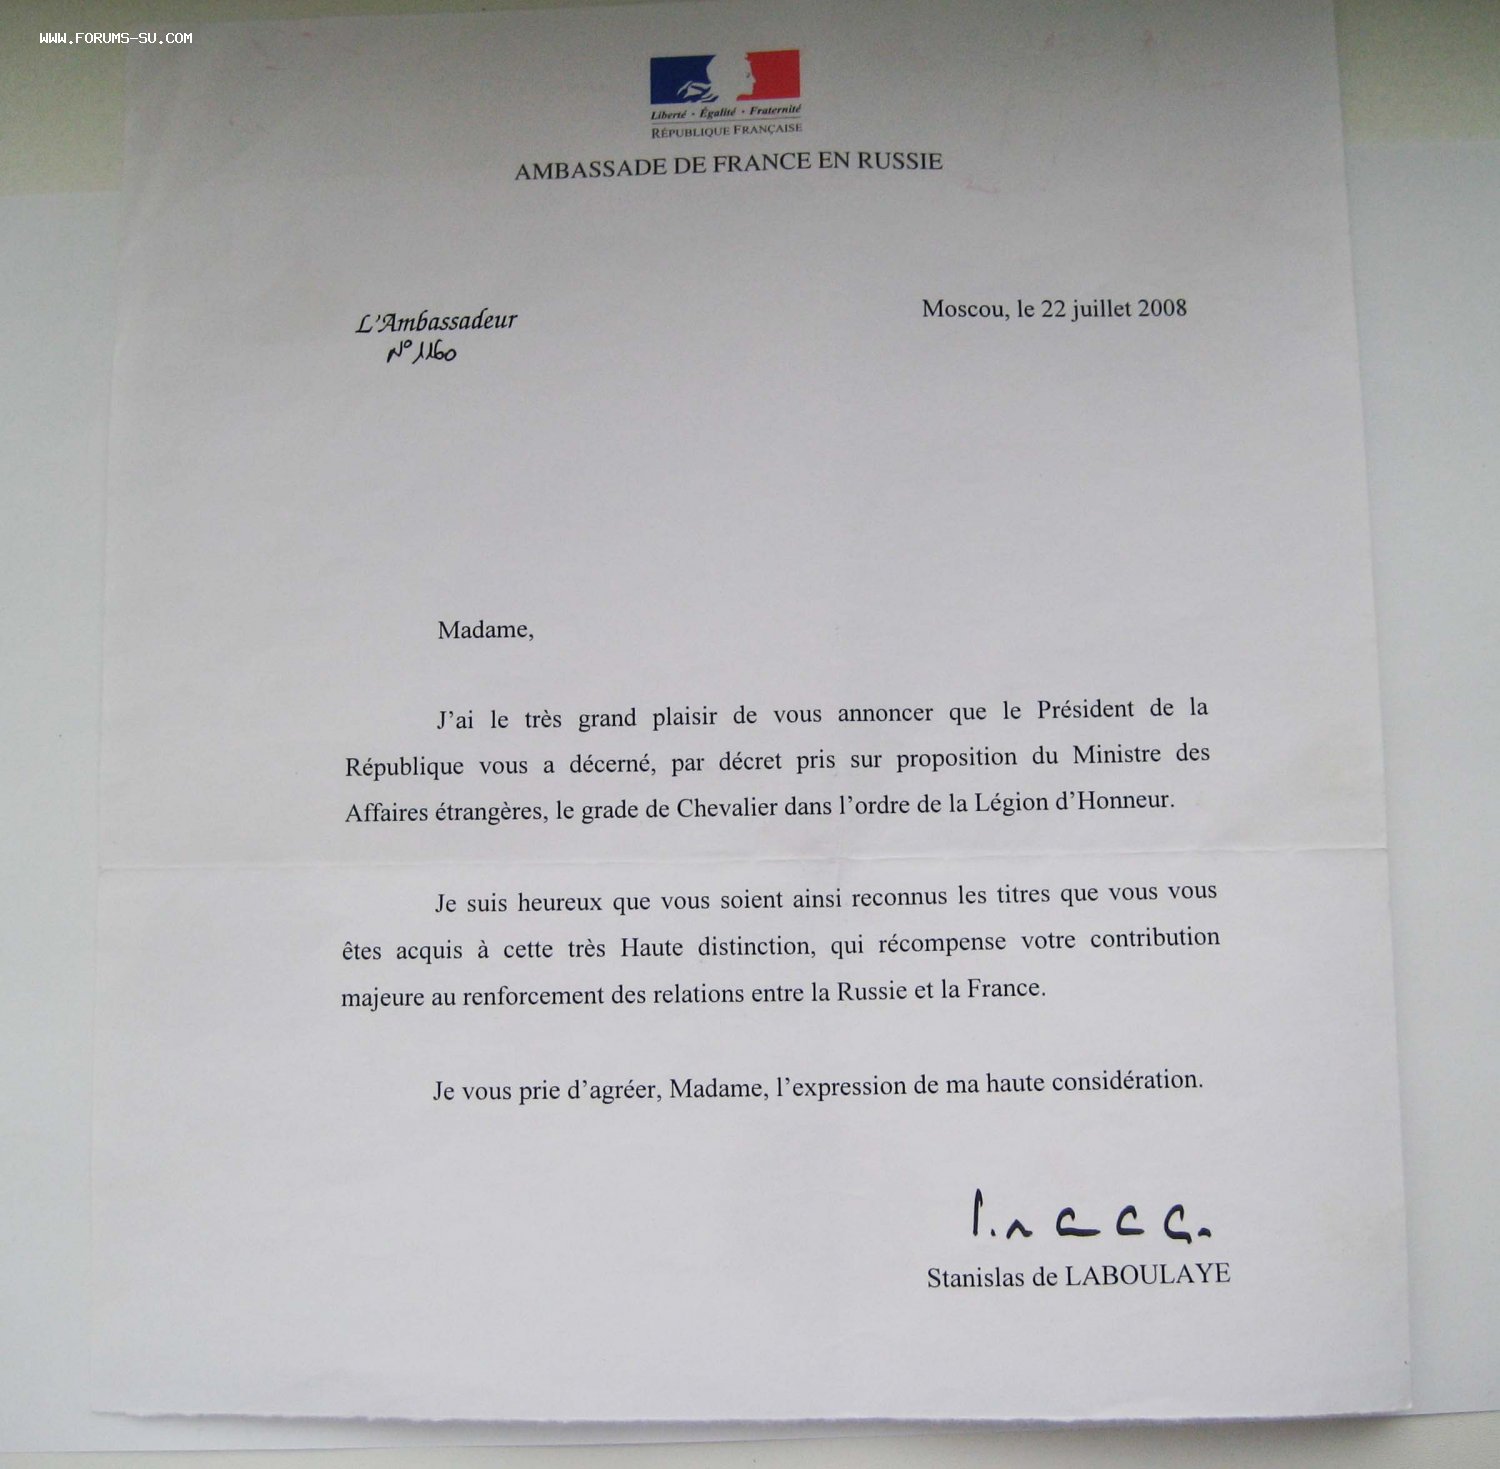 WWW.FORUMS-SU.COM
Liberté • Égalité • Fraternité
RÉPUBLIQUE FRANÇAISE
AMBASSADE DE FRANCE EN RUSSIE
L'Ambassadeur
N° 1160
Moscou, le 22 juillet 2008
Madame,
J'ai le très grand plaisir de vous annoncer que le Président de la
République vous a décerné, par décret pris sur proposition du Ministre des
Affaires étrangères, le grade de Chevalier dans l'ordre de la Légion d'Honneur.
Je suis heureux que vous soient ainsi reconnus les titres que vous vous
êtes acquis à cette très Haute distinction, qui récompense votre contribution
majeure au renforcement des relations entre la Russie et la France.
Je vous prie d'agréer, Madame, l'expression de ma haute considération.
Stanislas de LABOULAYE